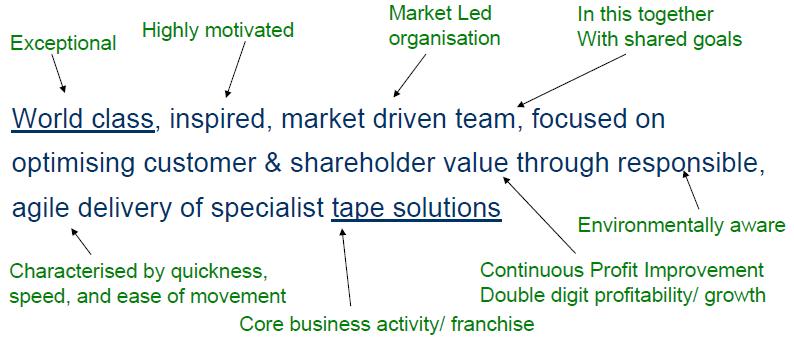 Exceptional
Highly motivated
Market Led
organisation
In this together
With shared goals
World class, inspired, market driven team, focused on
optimising customer & shareholder value through responsible,
agile delivery of specialist tape solutions
Environmentally aware
Characterised by quickness,
speed, and ease of movement
Continuous Profit Improvement
Double digit profitability/ growth
Core business activity/ franchise